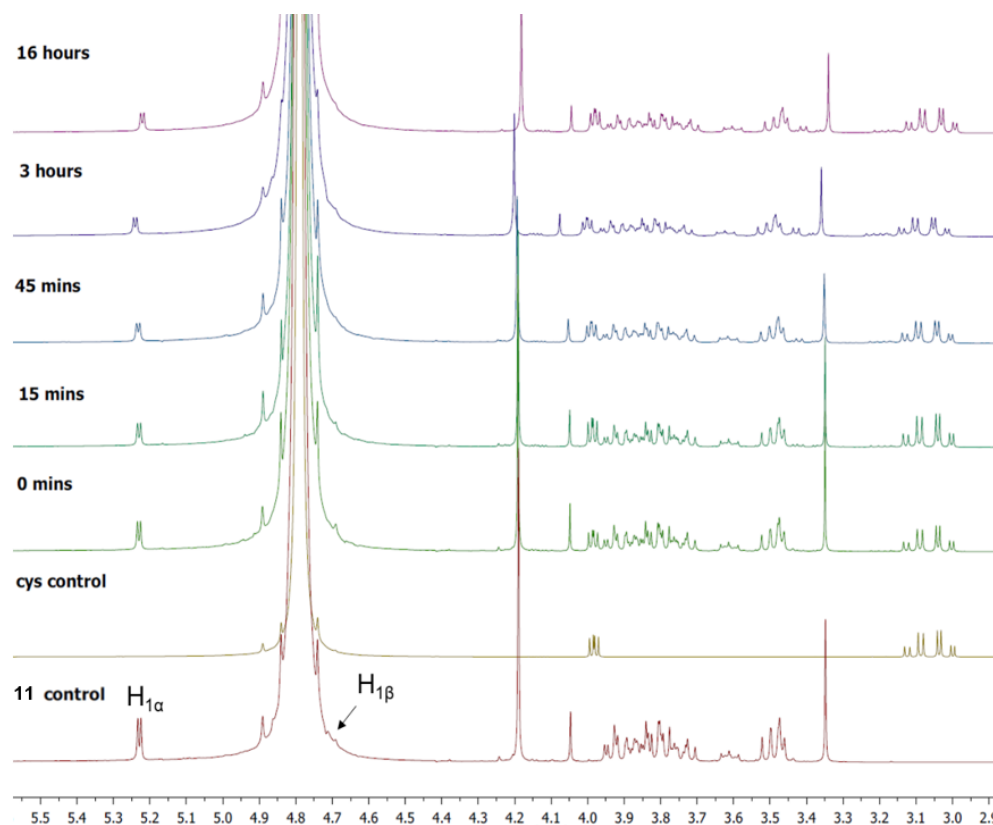 16 hours
3 hours
45 mins
15 mins
0 mins
cys control
11 control
H1α
H1β
5.5 5.4 5.3 5.2 5.1 5.0 4.9 4.8 4.7 4.6 4.5 4.4 4.3 4.2 4.1 4.0 3.9 3.8 3.7 3.6 3.5 3.4 3.3 3.2 3.1 3.0 2.9